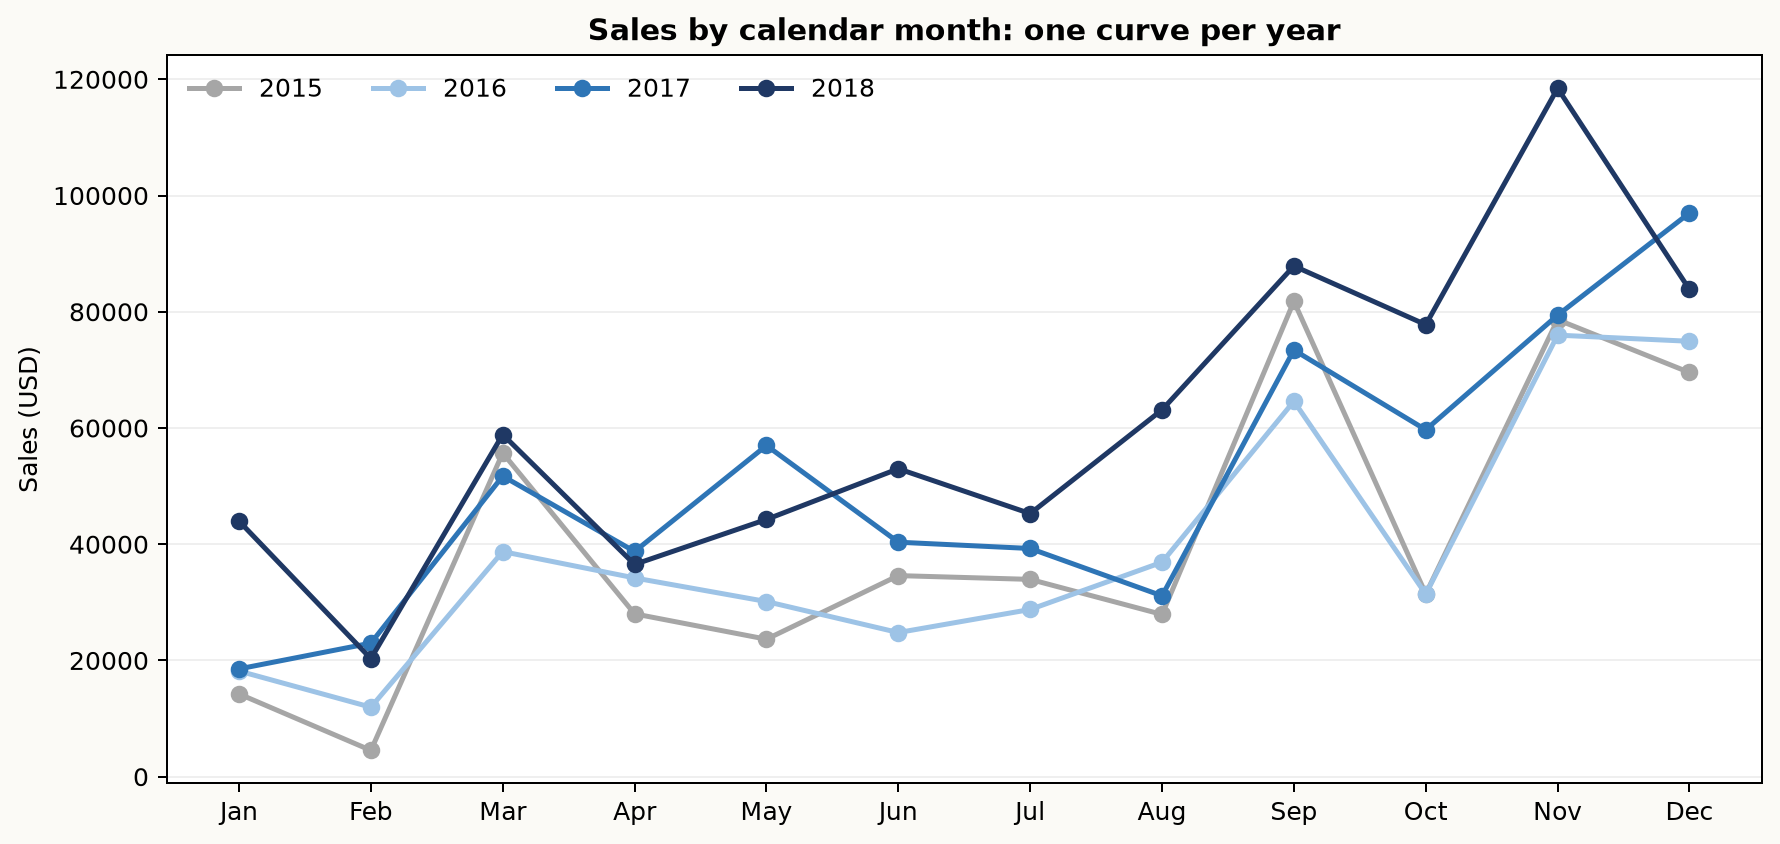 Sales by calendar month: one curve per year
2015 2016 2017 2018
Sales (USD)
120000
100000
80000
60000
40000
20000
0
Jan Feb Mar Apr May Jun Jul Aug Sep Oct Nov Dec